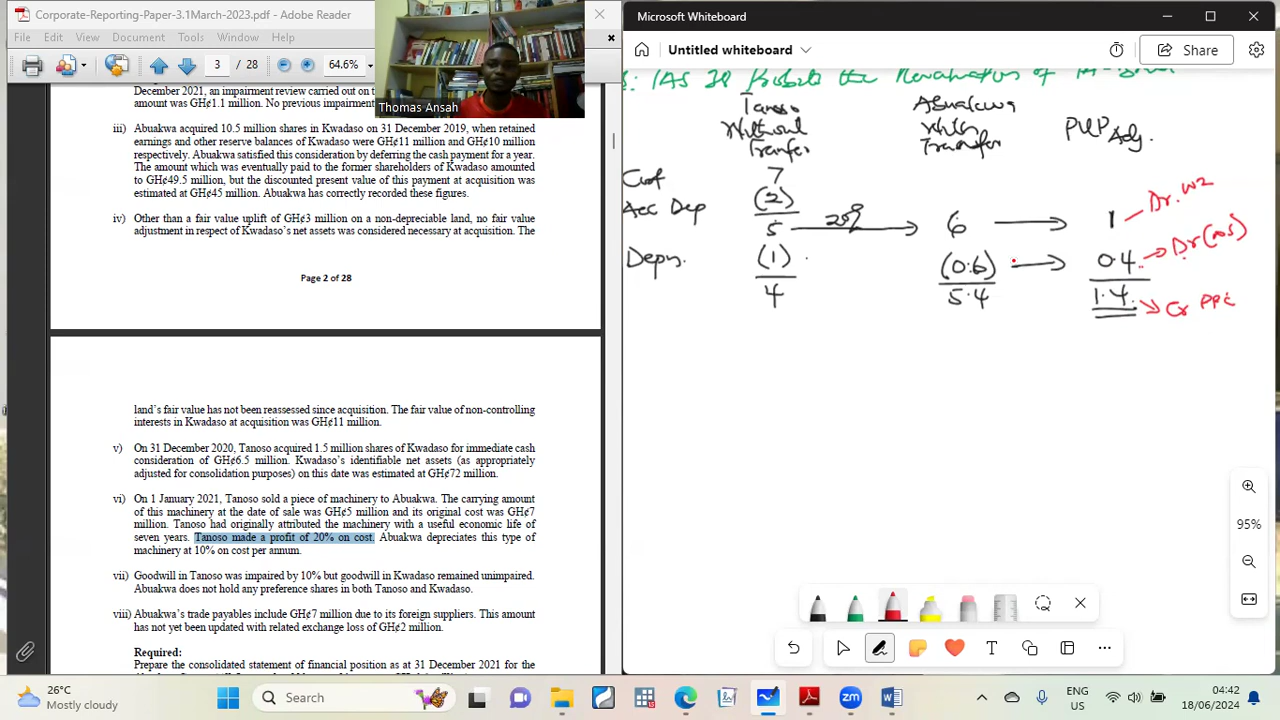 Corporate-Reporting-Paper-3.1March-2023.pdf - Adobe Reader
File Edit View Document Tools Window Help
3 / 28 64.6%
December 2021, an impairment review carried out on
amount was GH¢1.1 million. No previous impairment
iii) Abuakwa acquired 10.5 million shares in Kwadaso on 31 December 2019, when retained
earnings and other reserve balances of Kwadaso were GH¢11 million and GH¢10 million
respectively. Abuakwa satisfied this consideration by deferring the cash payment for a year.
The amount which was eventually paid to the former shareholders of Kwadaso amounted
to GH¢49.5 million, but the discounted present value of this payment at acquisition was
estimated at GH¢45 million. Abuakwa has correctly recorded these figures.
iv) Other than a fair value uplift of GH¢3 million on a non-depreciable land, no fair value
adjustment in respect of Kwadaso's net assets was considered necessary at acquisition. The
Page 2 of 28
land's fair value has not been reassessed since acquisition. The fair value of non-controlling
interests in Kwadaso at acquisition was GH¢11 million.
v) On 31 December 2020, Tanoso acquired 1.5 million shares of Kwadaso for immediate cash
consideration of GH¢6.5 million. Kwadaso's identifiable net assets (as appropriately
adjusted for consolidation purposes) on this date was estimated at GH¢72 million.
vi) On 1 January 2021, Tanoso sold a piece of machinery to Abuakwa. The carrying amount
of this machinery at the date of sale was GH¢5 million and its original cost was GH¢7
million. Tanoso had originally attributed the machinery with a useful economic life of
seven years. Tanoso made a profit of 20% on cost. Abuakwa depreciates this type of
machinery at 10% on cost per annum.
vii) Goodwill in Tanoso was impaired by 10% but goodwill in Kwadaso remained unimpaired.
Abuakwa does not hold any preference shares in both Tanoso and Kwadaso.
viii) Abuakwa's trade payables include GH¢7 million due to its foreign suppliers. This amount
has not yet been updated with related exchange loss of GH¢2 million.
Required:
Prepare the consolidated statement of financial position as at 31 December 2021 for the
Thomas Ansah
Microsoft Whiteboard
Untitled whiteboard
Share
the Revaluation of
Tanoso Abuakwa
Without With PUP Adj.
Transfer Transfer
Cost 7
Acc Dep (2)
5 20% 6 1 Dr. W2
Depn. (1) (0.6) 0.4 Dr (COS)
4 5.4 1.4 Cr PPE
95%
26°C
Mostly cloudy
Search
ENG
US
04:42
18/06/2024